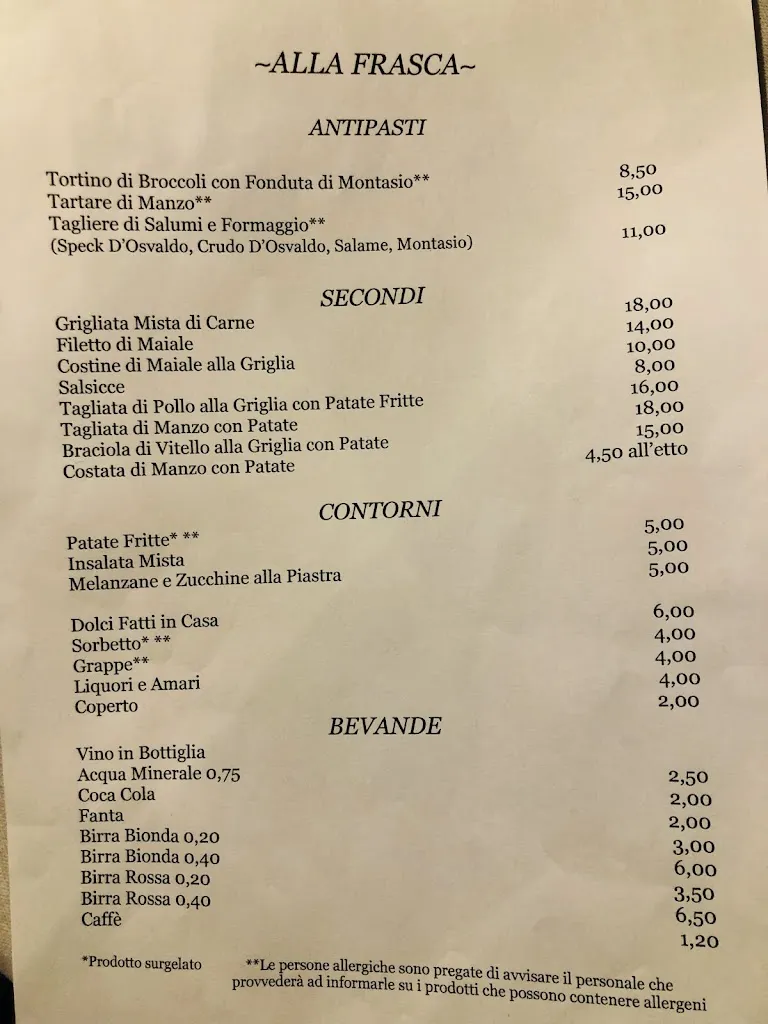 ~ALLA FRASCA~
ANTIPASTI
Tortino di Broccoli con Fonduta di Montasio** 8,50
Tartare di Manzo** 15,00
Tagliere di Salumi e Formaggio** 11,00
(Speck D'Osvaldo, Crudo D'Osvaldo, Salame, Montasio)
SECONDI
Grigliata Mista di Carne 18,00
Filetto di Maiale 14,00
Costine di Maiale alla Griglia 10,00
Salsicce 8,00
Tagliata di Pollo alla Griglia con Patate Fritte 16,00
Tagliata di Manzo con Patate 18,00
Braciola di Vitello alla Griglia con Patate 15,00
Costata di Manzo con Patate 4,50 all'etto
CONTORNI
Patate Fritte* ** 5,00
Insalata Mista 5,00
Melanzane e Zucchine alla Piastra 5,00
Dolci Fatti in Casa 6,00
Sorbetto* ** 4,00
Grappe** 4,00
Liquori e Amari 4,00
Coperto 2,00
BEVANDE
Vino in Bottiglia
Acqua Minerale 0,75 2,50
Coca Cola 2,00
Fanta 2,00
Birra Bionda 0,20 3,00
Birra Bionda 0,40 6,00
Birra Rossa 0,20 3,50
Birra Rossa 0,40 6,50
Caffè 1,20
*Prodotto surgelato **Le persone allergiche sono pregate di avvisare il personale che
provvederà ad informarle su i prodotti che possono contenere allergeni